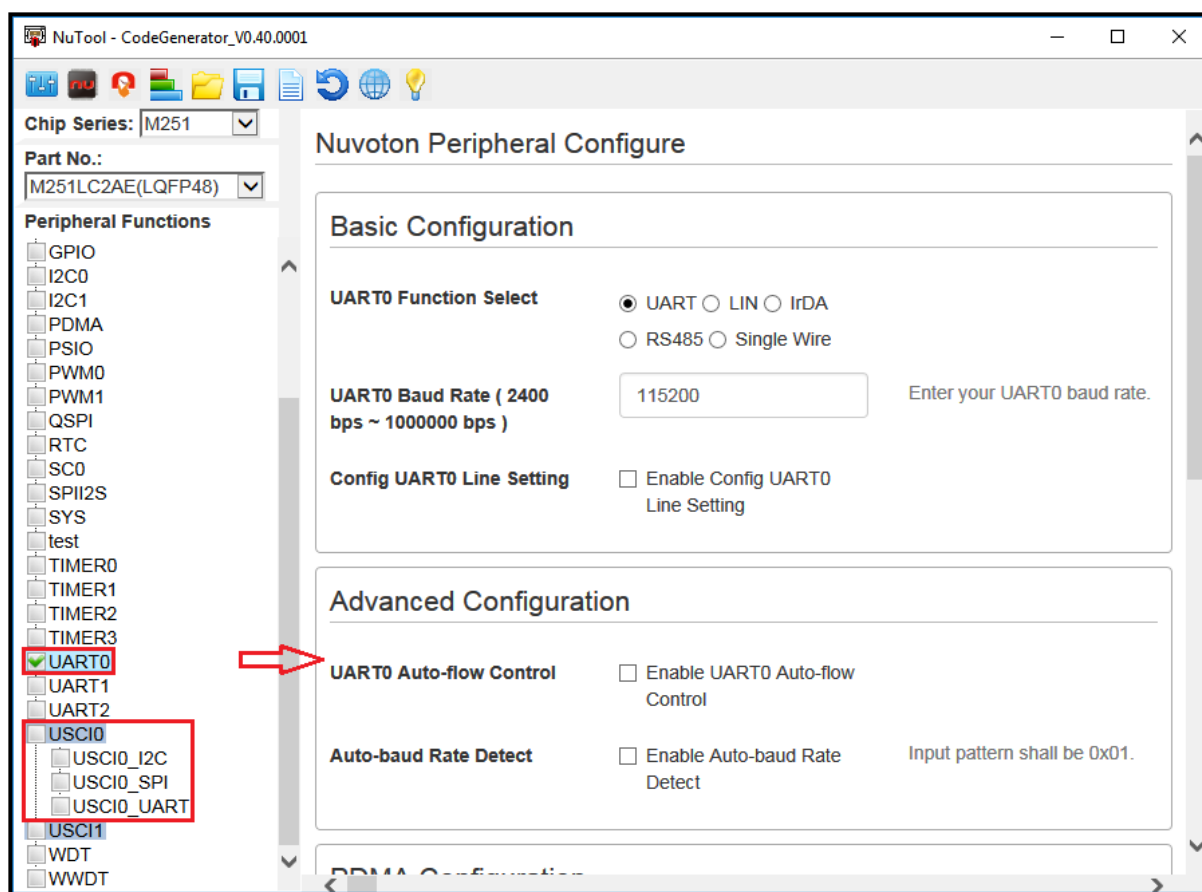 NuTool - CodeGenerator_V0.40.0001
nu
Chip Series: M251
Part No.:
M251LC2AE(LQFP48)
Peripheral Functions
GPIO
I2C0
I2C1
PDMA
PSIO
PWM0
PWM1
QSPI
RTC
SC0
SPII2S
SYS
test
TIMER0
TIMER1
TIMER2
TIMER3
UART0
UART1
UART2
USCI0
USCI0_I2C
USCI0_SPI
USCI0_UART
USCI1
WDT
WWDT
Nuvoton Peripheral Configure
Basic Configuration
UART0 Function Select
UART LIN IrDA
RS485 Single Wire
UART0 Baud Rate ( 2400
bps ~ 1000000 bps )
115200
Enter your UART0 baud rate.
Config UART0 Line Setting
Enable Config UART0
Line Setting
Advanced Configuration
UART0 Auto-flow Control
Enable UART0 Auto-flow
Control
Auto-baud Rate Detect
Enable Auto-baud Rate
Detect
Input pattern shall be 0x01.
PDMA Configuration